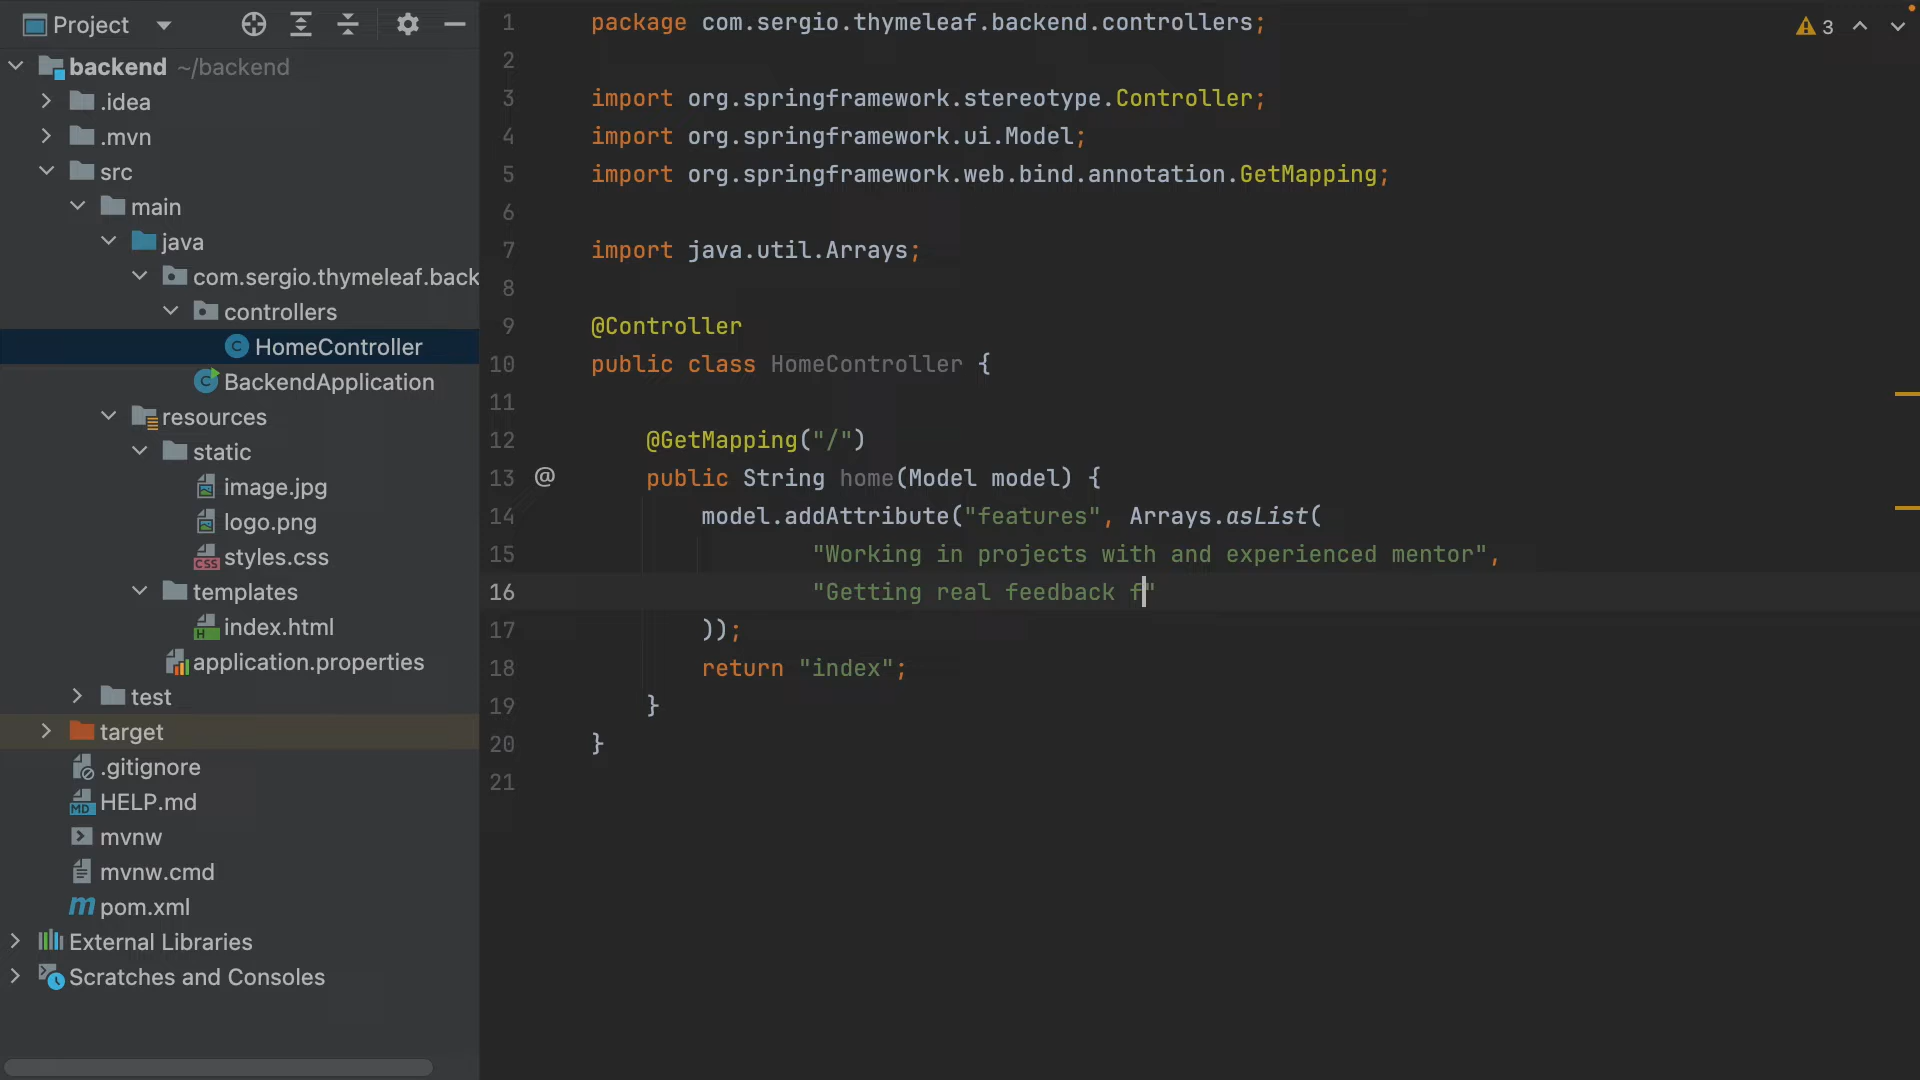 Project
backend ~/backend
.idea
.mvn
src
main
java
com.sergio.thymeleaf.back
controllers
HomeController
BackendApplication
resources
static
image.jpg
logo.png
styles.css
templates
index.html
application.properties
test
target
.gitignore
HELP.md
mvnw
mvnw.cmd
pom.xml
External Libraries
Scratches and Consoles
3
1 package com.sergio.thymeleaf.backend.controllers;
2
3 import org.springframework.stereotype.Controller;
4 import org.springframework.ui.Model;
5 import org.springframework.web.bind.annotation.GetMapping;
6
7 import java.util.Arrays;
8
9 @Controller
10 public class HomeController {
11
12 @GetMapping("/")
13 @ public String home(Model model) {
14 model.addAttribute("features", Arrays.asList(
15 "Working in projects with and experienced mentor",
16 "Getting real feedback f"
17 ));
18 return "index";
19 }
20 }
21